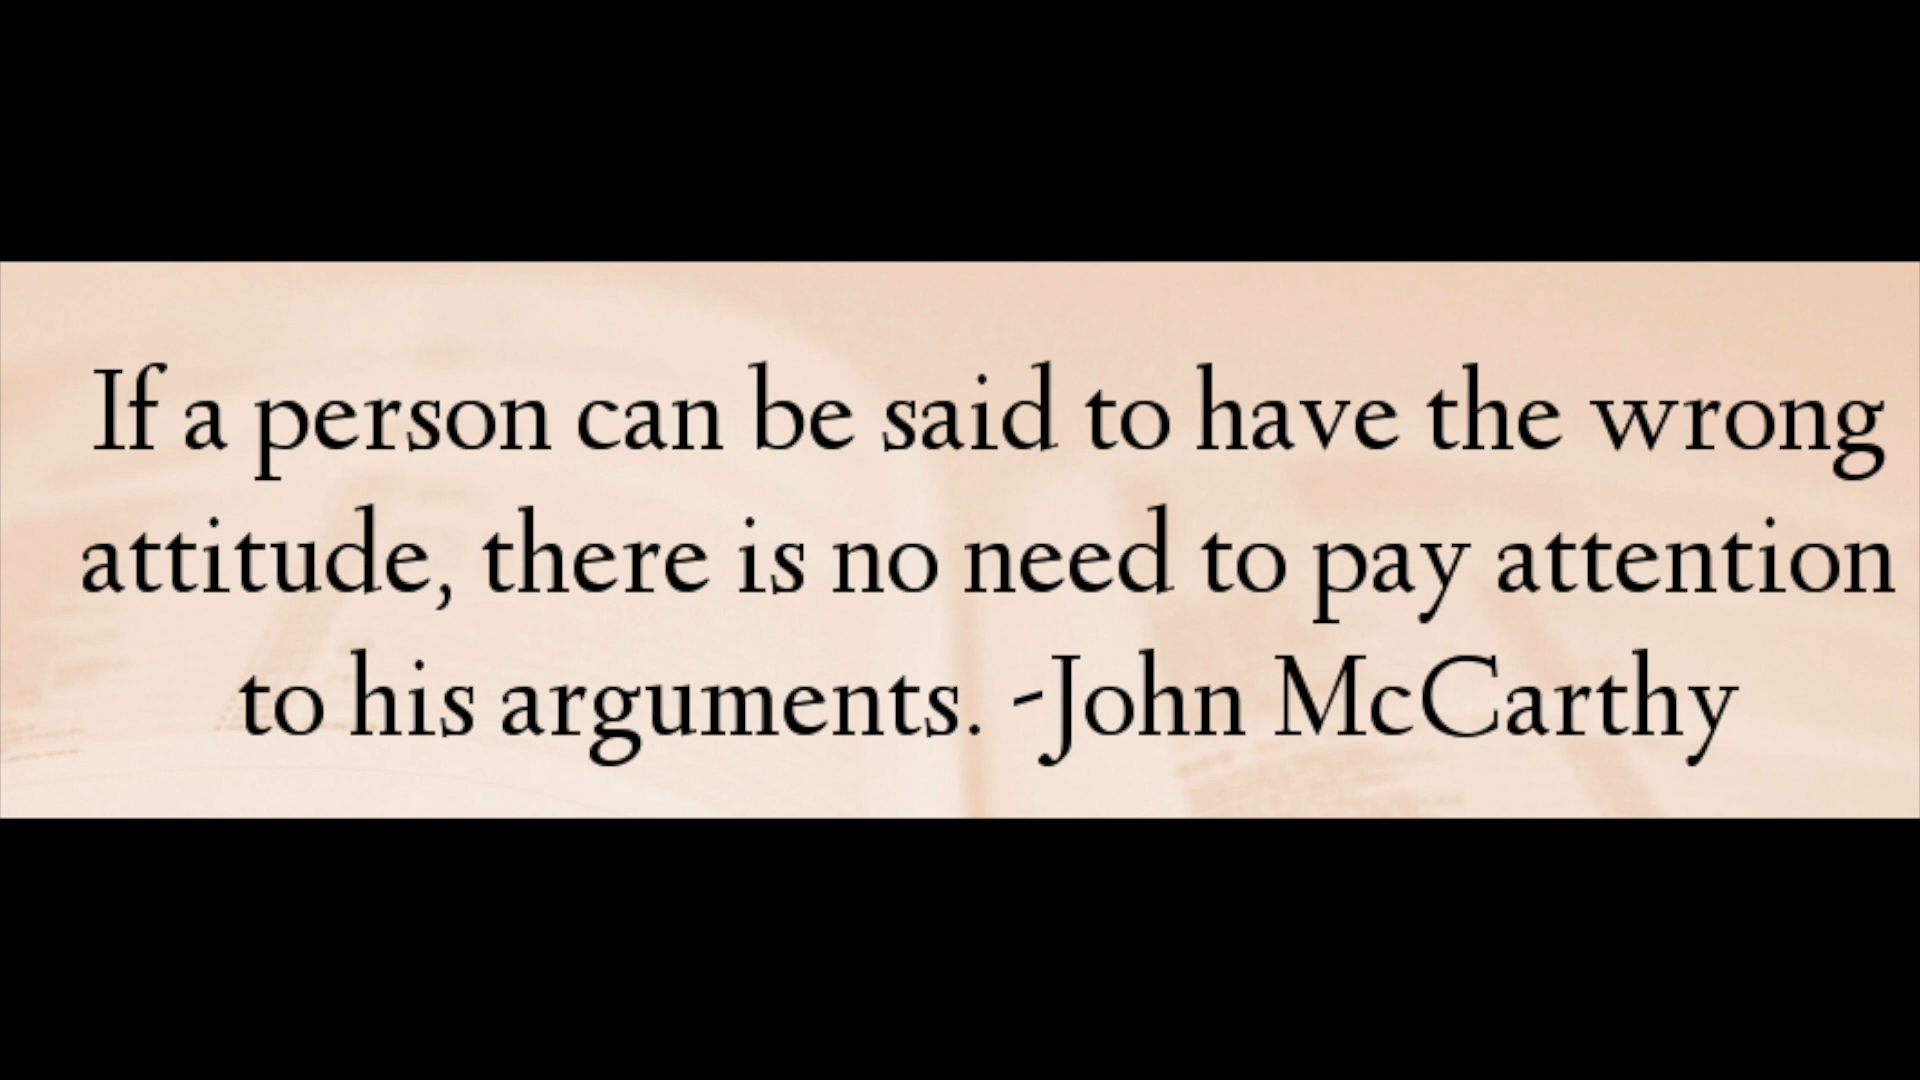 If a person can be said to have the wrong
attitude, there is no need to pay attention
to his arguments. -John McCarthy